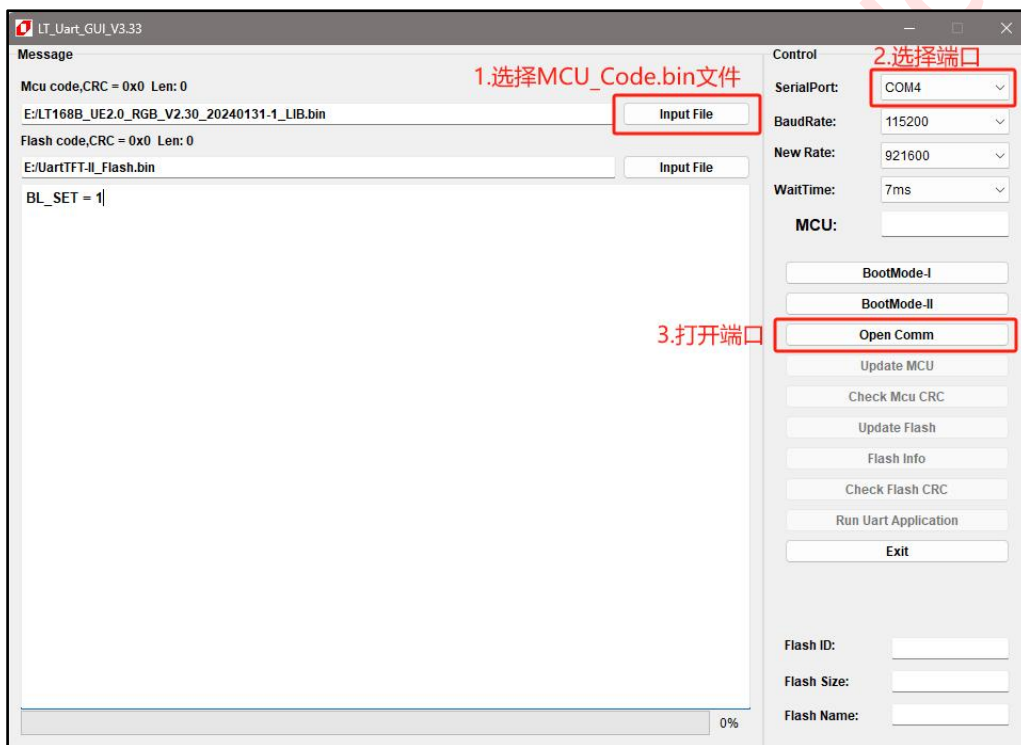 LT_Uart_GUI_V3.33
Message
Mcu code,CRC = 0x0 Len: 0
1.选择MCU_Code.bin文件
E:/LT168B_UE2.0_RGB_V2.30_20240131-1_LIB.bin
Input File
Flash code,CRC = 0x0 Len: 0
E:/UartTFT-II_Flash.bin
Input File
BL_SET = 1
0%
Control
2.选择端口
SerialPort: COM4
BaudRate: 115200
New Rate: 921600
WaitTime: 7ms
MCU:
BootMode-I
BootMode-II
3.打开端口
Open Comm
Update MCU
Check Mcu CRC
Update Flash
Flash Info
Check Flash CRC
Run Uart Application
Exit
Flash ID:
Flash Size:
Flash Name: